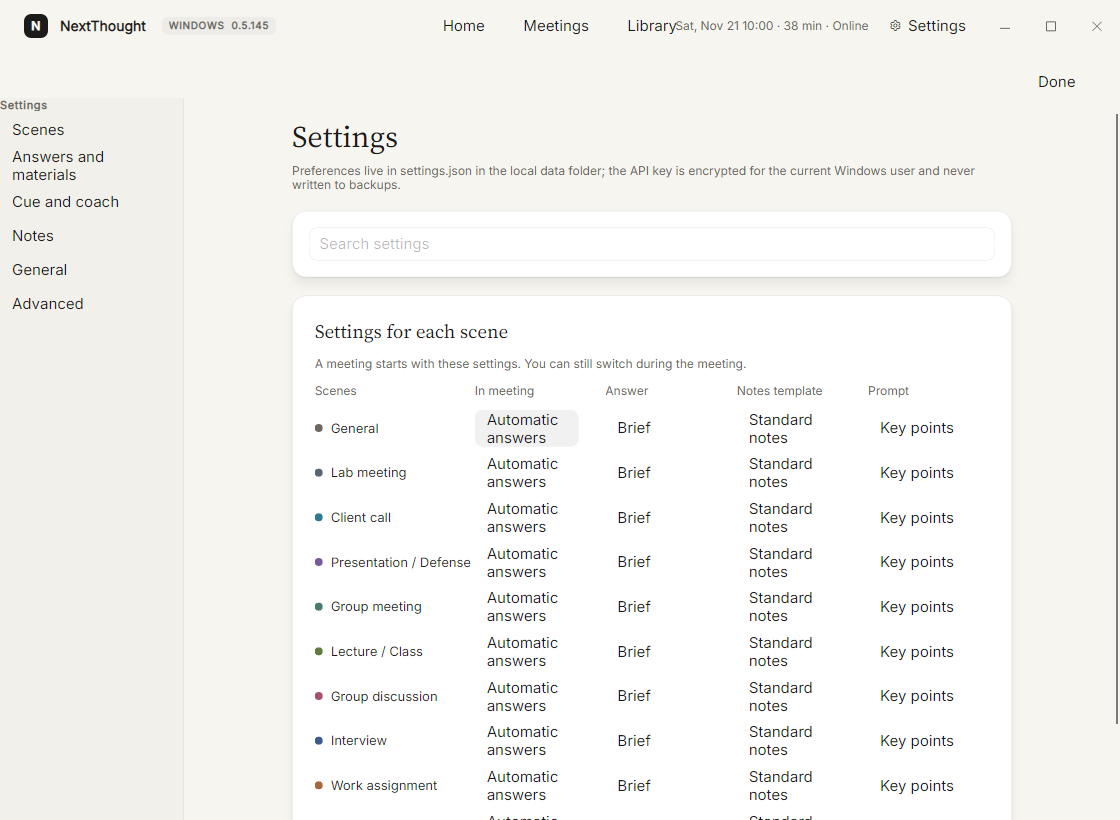 N NextThought WINDOWS 0.5.145 Home Meetings Library Sat, Nov 21 10:00 · 38 min · Online Settings
Done
Settings
Scenes
Answers and
materials
Cue and coach
Notes
General
Advanced
Settings
Preferences live in settings.json in the local data folder; the API key is encrypted for the current Windows user and never
written to backups.
Search settings
Settings for each scene
A meeting starts with these settings. You can still switch during the meeting.
Scenes In meeting Answer Notes template Prompt
General Automatic answers Brief Standard notes Key points
Lab meeting Automatic answers Brief Standard notes Key points
Client call Automatic answers Brief Standard notes Key points
Presentation / Defense Automatic answers Brief Standard notes Key points
Group meeting Automatic answers Brief Standard notes Key points
Lecture / Class Automatic answers Brief Standard notes Key points
Group discussion Automatic answers Brief Standard notes Key points
Interview Automatic answers Brief Standard notes Key points
Work assignment Automatic answers Brief Standard notes Key points